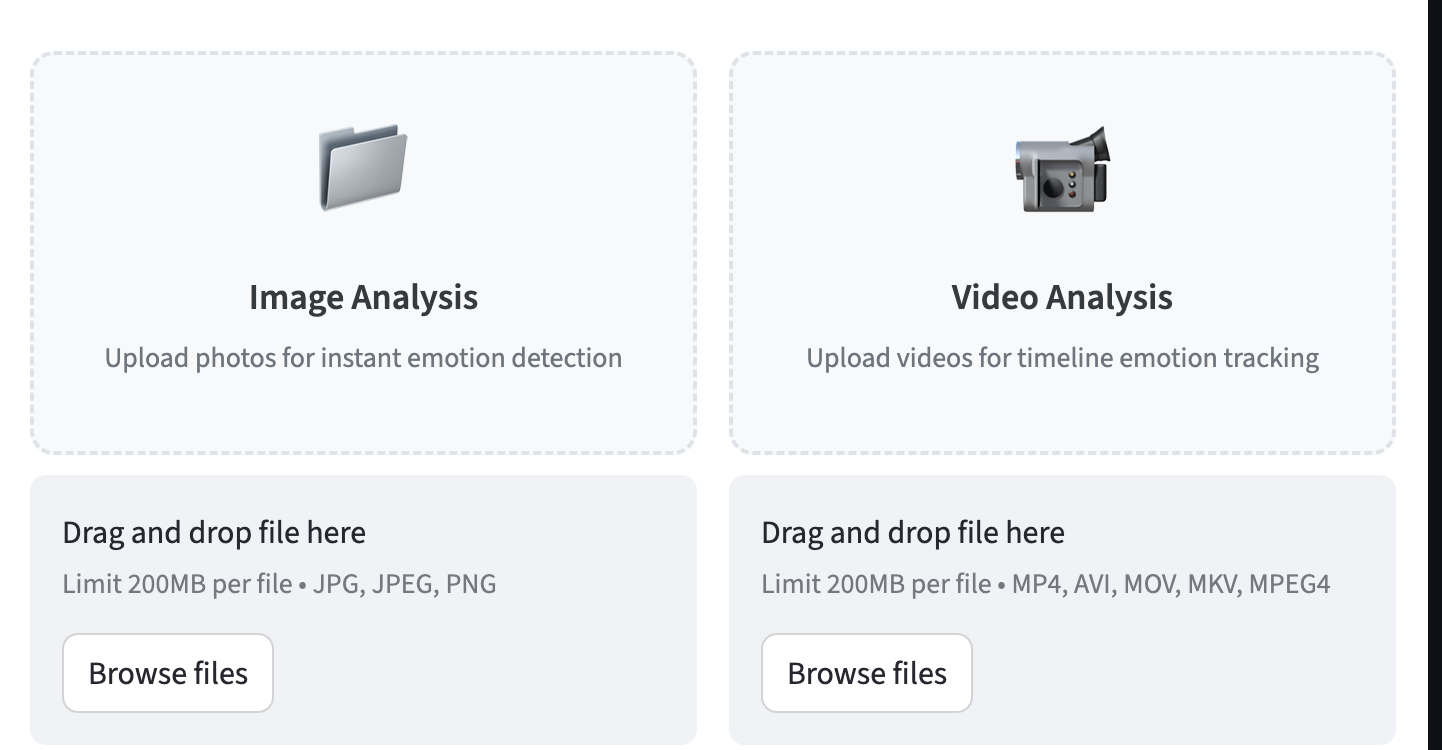 Image Analysis
Upload photos for instant emotion detection
Drag and drop file here
Limit 200MB per file • JPG, JPEG, PNG
Browse files
Video Analysis
Upload videos for timeline emotion tracking
Drag and drop file here
Limit 200MB per file • MP4, AVI, MOV, MKV, MPEG4
Browse files